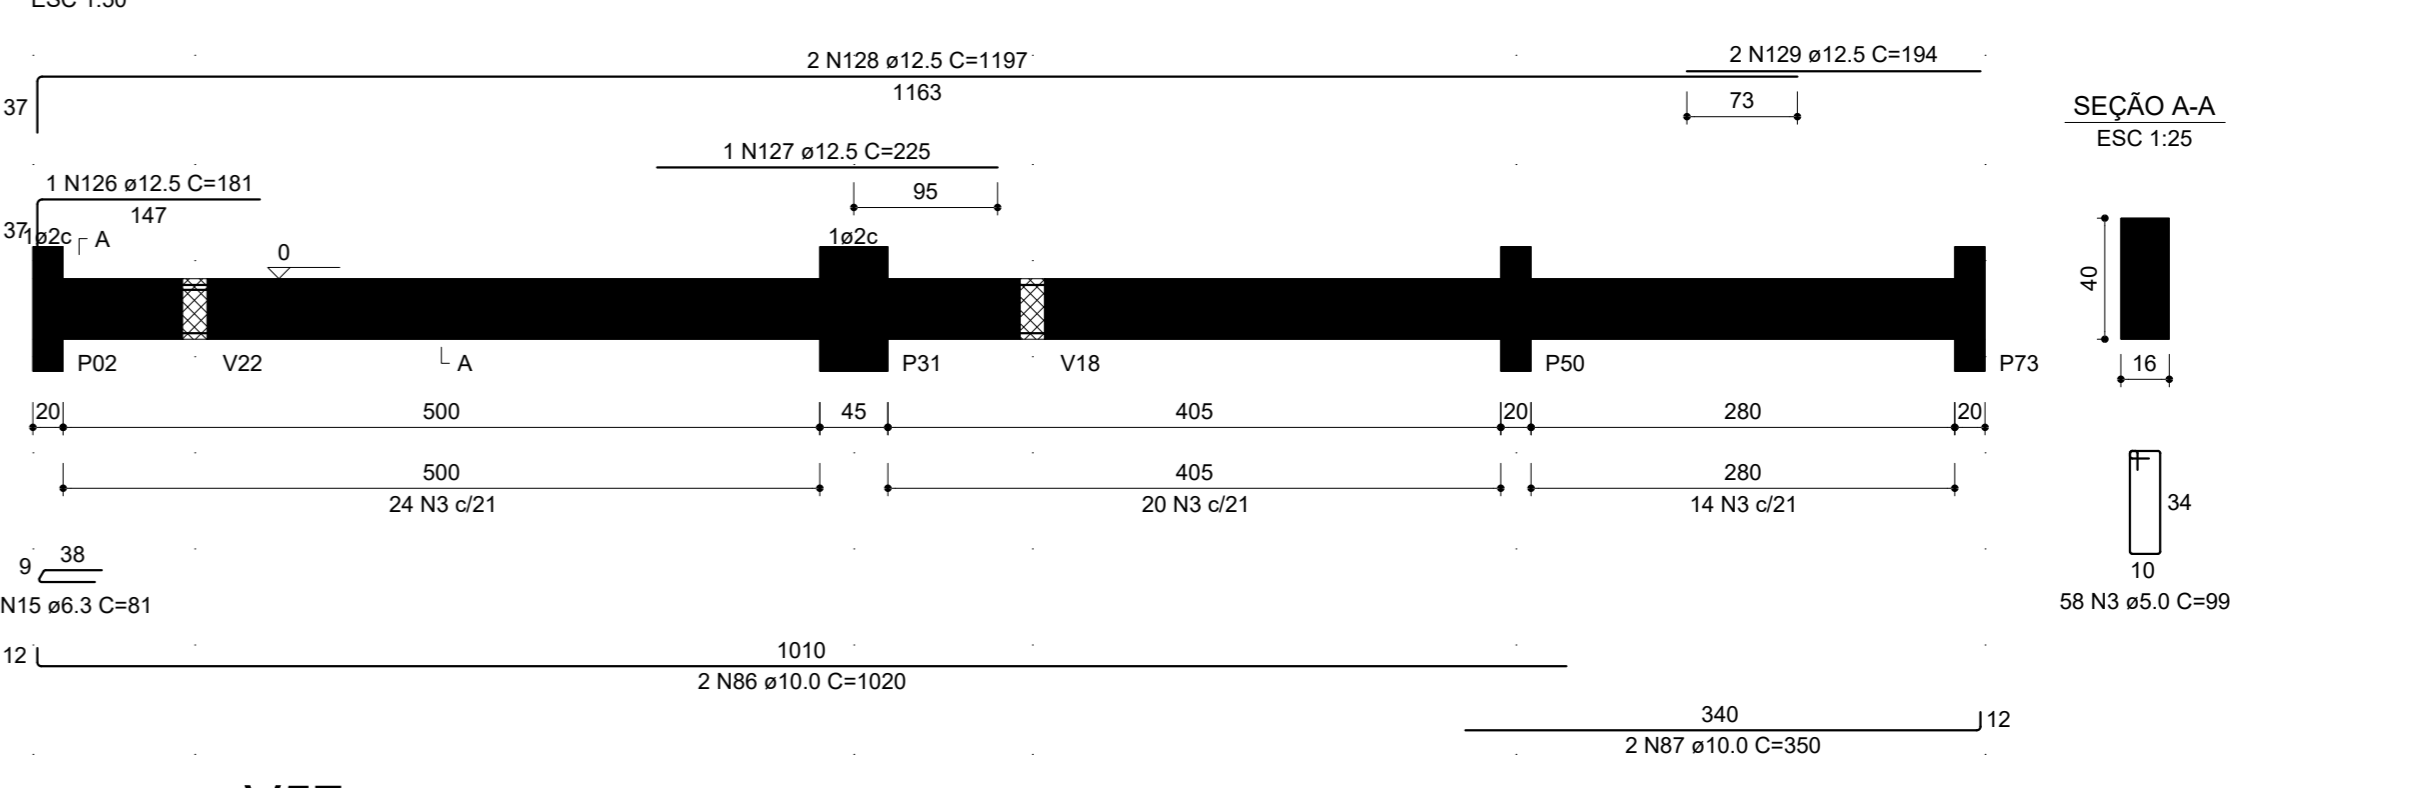 ESC 1:50
2 N128 ø12.5 C=1197
2 N129 ø12.5 C=194
37
1163
73
SEÇÃO A-A
ESC 1:25
1 N127 ø12.5 C=225
95
1 N126 ø12.5 C=181
147
37
1ø2c
A
0
1ø2c
40
16
P02
V22
A
P31
V18
P50
P73
20
500
45
405
20
280
20
500
405
280
24 N3 c/21
20 N3 c/21
14 N3 c/21
34
10
58 N3 ø5.0 C=99
9
38
N15 ø6.3 C=81
12
1010
2 N86 ø10.0 C=1020
340
12
2 N87 ø10.0 C=350